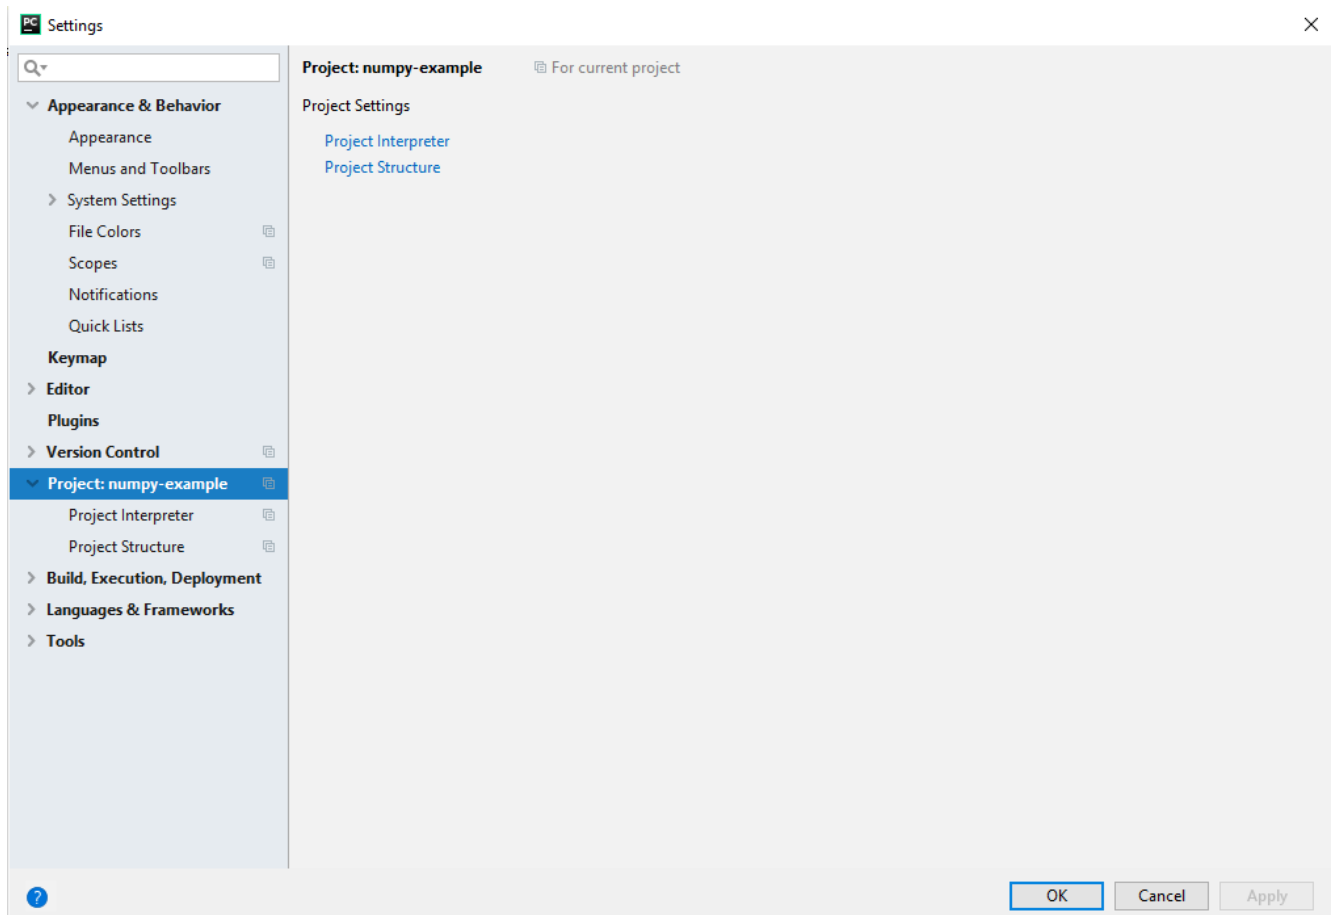 PC Settings
Appearance & Behavior
Appearance
Menus and Toolbars
System Settings
File Colors
Scopes
Notifications
Quick Lists
Keymap
Editor
Plugins
Version Control
Project: numpy-example
Project Interpreter
Project Structure
Build, Execution, Deployment
Languages & Frameworks
Tools
Project: numpy-example For current project
Project Settings
Project Interpreter
Project Structure
?
OK Cancel Apply